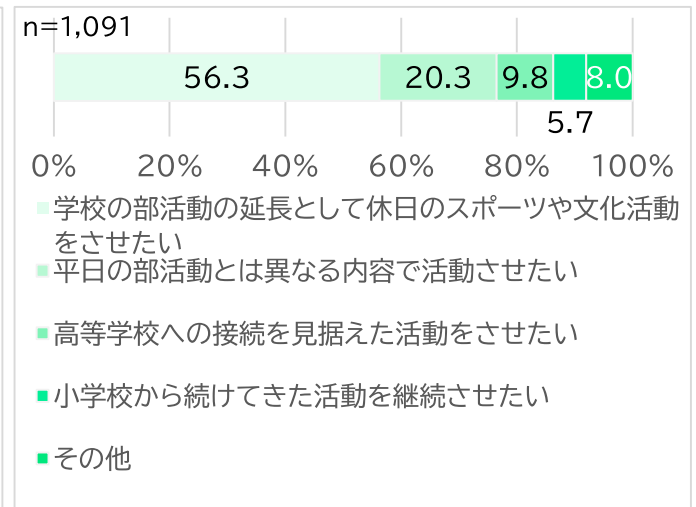 n=1,091
56.3 20.3 9.8 8.0
5.7
0% 20% 40% 60% 80% 100%
学校の部活動の延長として休日のスポーツや文化活動
をさせたい
平日の部活動とは異なる内容で活動させたい
高等学校への接続を見据えた活動をさせたい
小学校から続けてきた活動を継続させたい
その他